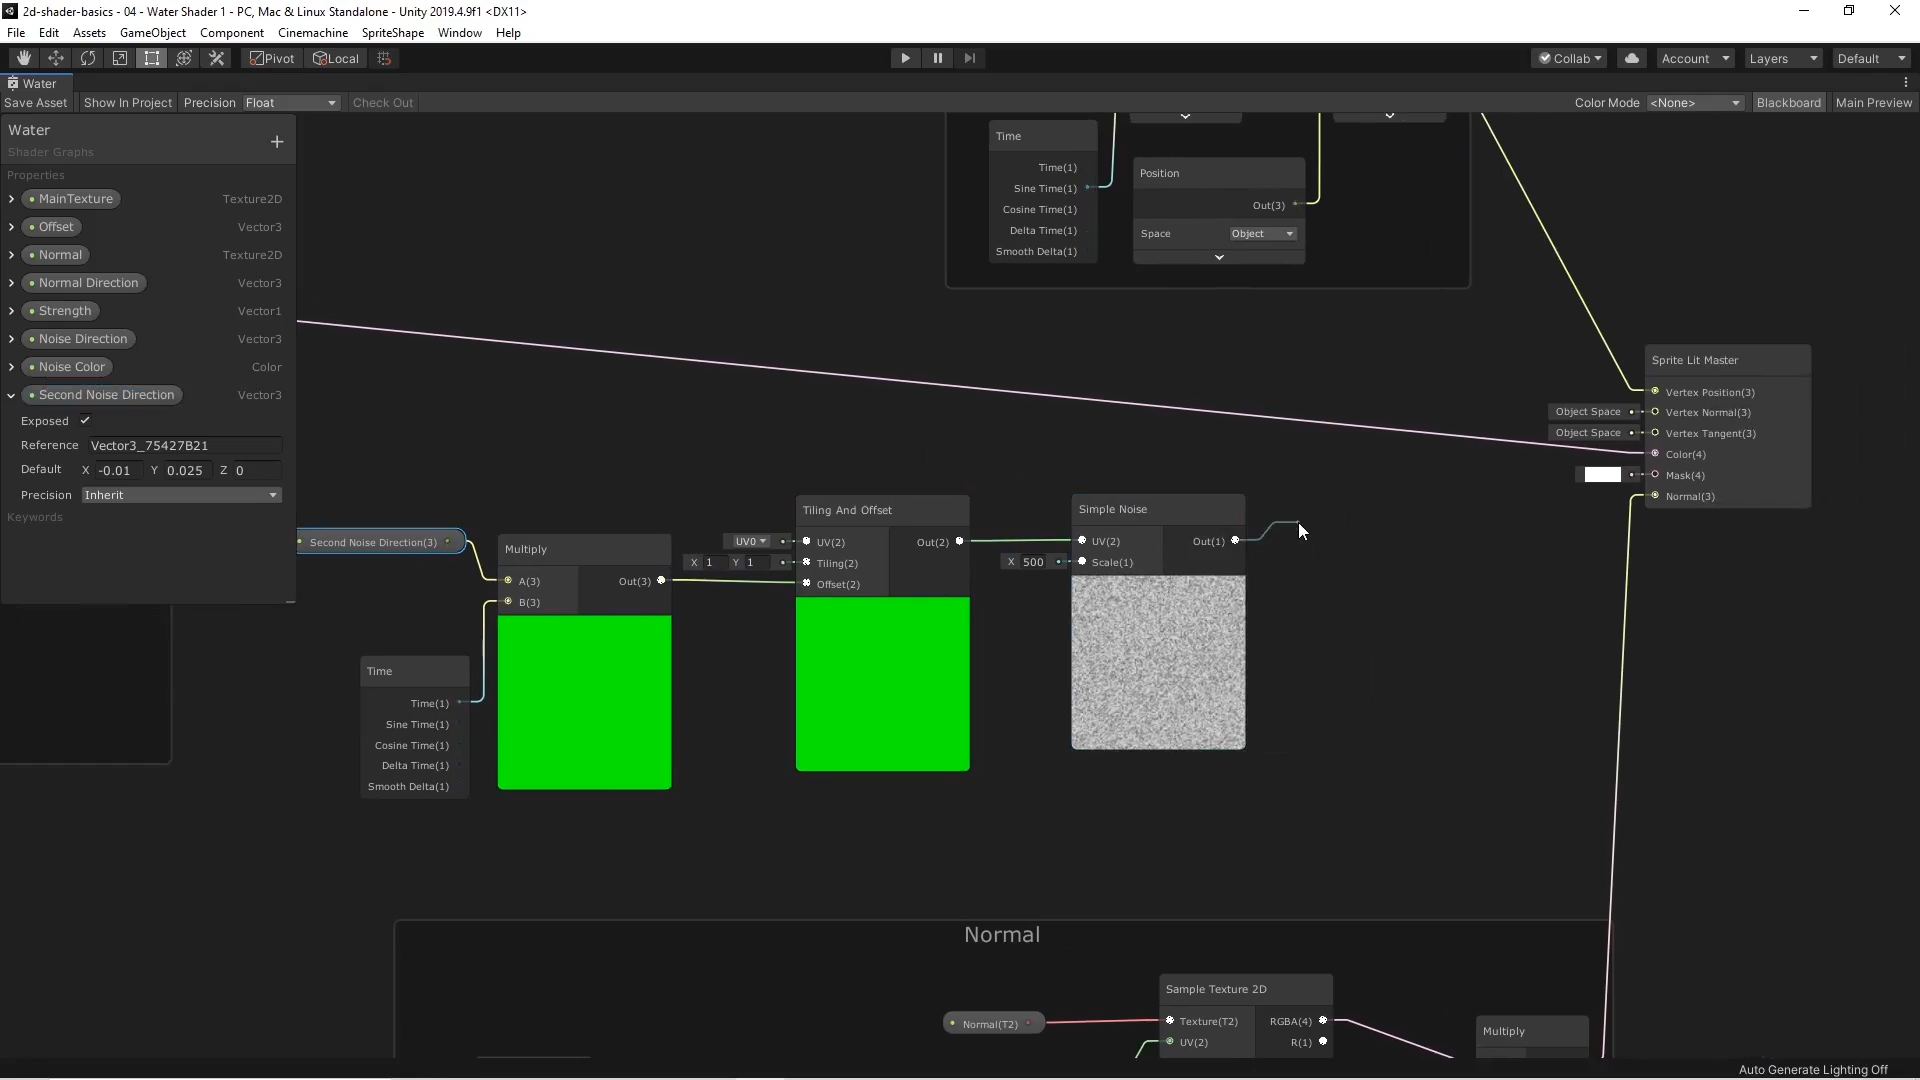 2d-shader-basics - 04 - Water Shader 1 - PC, Mac & Linux Standalone - Unity 2019.4.9f1 <DX11>
File Edit Assets GameObject Component Cinemachine SpriteShape Window Help
Pivot Local Collab Account Layers Default
Water
Save Asset Show In Project Precision Float Check Out Color Mode <None> Blackboard Main Preview
Water
Shader Graphs
Properties
MainTexture Texture2D
Offset Vector3
Normal Texture2D
Normal Direction Vector3
Strength Vector1
Noise Direction Vector3
Noise Color Color
Second Noise Direction Vector3
Exposed
Reference Vector3_75427B21
Default X -0.01 Y 0.025 Z 0
Precision Inherit
Keywords
Time
Time(1)
Sine Time(1)
Cosine Time(1)
Delta Time(1)
Smooth Delta(1)
Position
Out(3)
Space Object
Sprite Lit Master
Vertex Position(3)
Object Space Vertex Normal(3)
Object Space Vertex Tangent(3)
Color(4)
Mask(4)
Normal(3)
Second Noise Direction(3)
Multiply
A(3) Out(3)
B(3)
Time
Time(1)
Sine Time(1)
Cosine Time(1)
Delta Time(1)
Smooth Delta(1)
Tiling And Offset
UV0 UV(2) Out(2)
X 1 Y 1 Tiling(2)
Offset(2)
Simple Noise
UV(2) Out(1)
X 500 Scale(1)
Normal
Sample Texture 2D
Normal(T2) Texture(T2) RGBA(4)
UV(2) R(1)
Multiply
Auto Generate Lighting Off